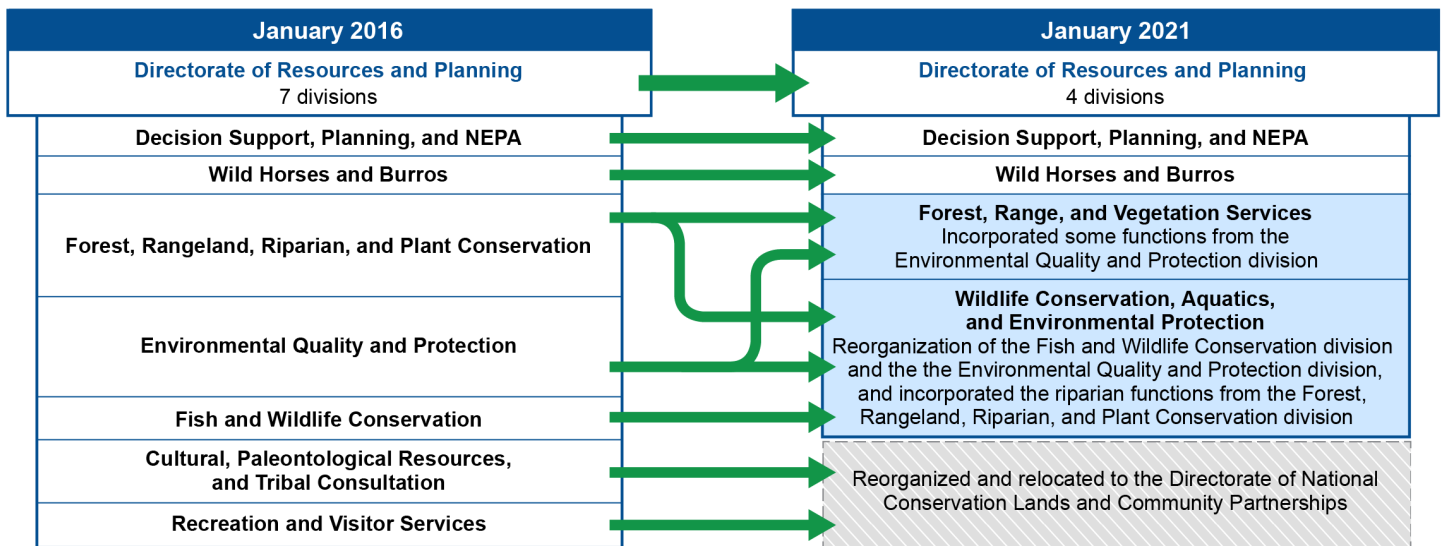 January 2016
Directorate of Resources and Planning
7 divisions
Decision Support, Planning, and NEPA
Wild Horses and Burros
Forest, Rangeland, Riparian, and Plant Conservation
Environmental Quality and Protection
Fish and Wildlife Conservation
Cultural, Paleontological Resources,
and Tribal Consultation
Recreation and Visitor Services
January 2021
Directorate of Resources and Planning
4 divisions
Decision Support, Planning, and NEPA
Wild Horses and Burros
Forest, Range, and Vegetation Services
Incorporated some functions from the
Environmental Quality and Protection division
Wildlife Conservation, Aquatics,
and Environmental Protection
Reorganization of the Fish and Wildlife Conservation division
and the the Environmental Quality and Protection division,
and incorporated the riparian functions from the Forest,
Rangeland, Riparian, and Plant Conservation division
Reorganized and relocated to the Directorate of National
Conservation Lands and Community Partnerships